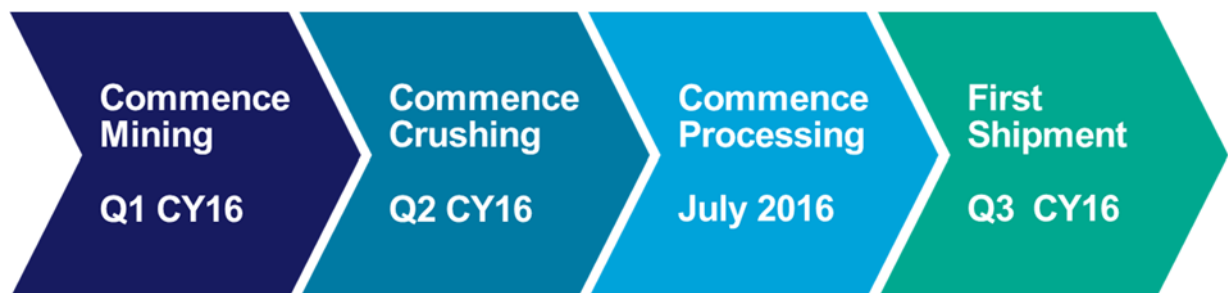 Commence
Mining
Q1 CY16
Commence
Crushing
Q2 CY16
Commence
Processing
July 2016
First
Shipment
Q3  CY16